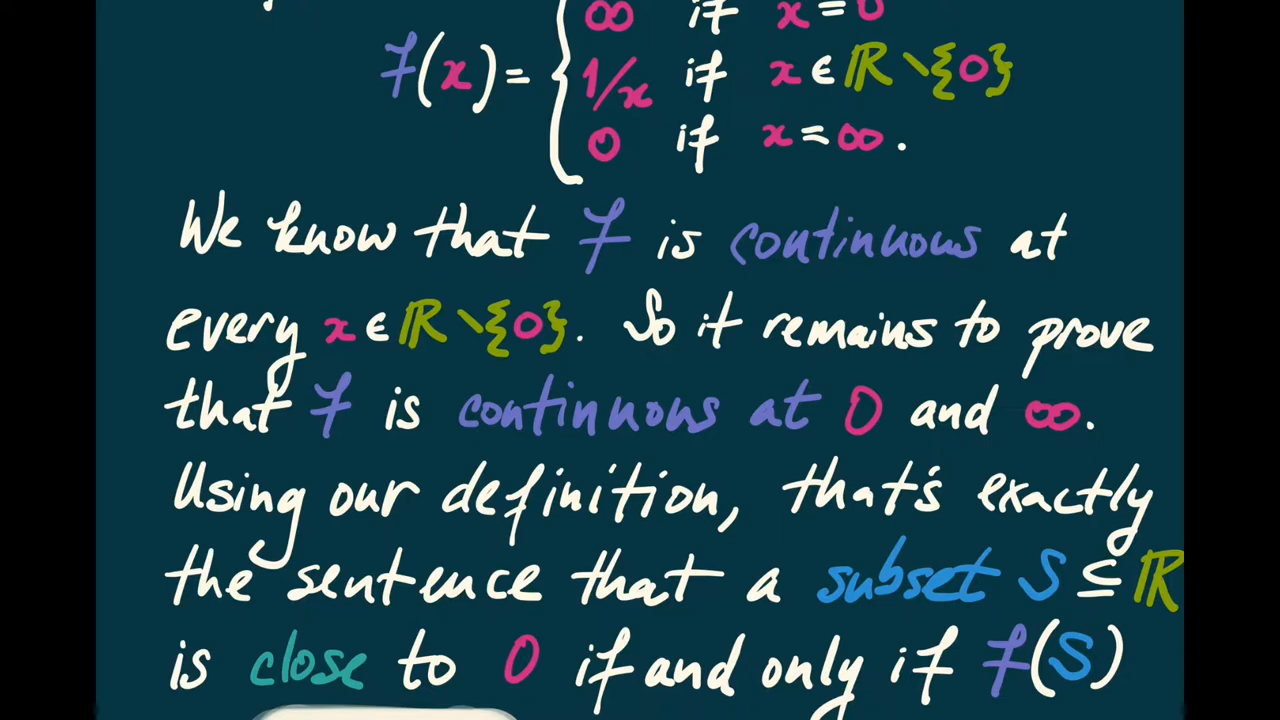 ∞ if x = 0
f(x) = { 1/x if x ∈ ℝ \ {0}
0 if x = ∞.
We know that f is continuous at
every x ∈ ℝ \ {0}. So it remains to prove
that f is continuous at 0 and ∞.
Using our definition, that's exactly
the sentence that a subset S ⊆ ℝ
is close to 0 if and only if f(S)